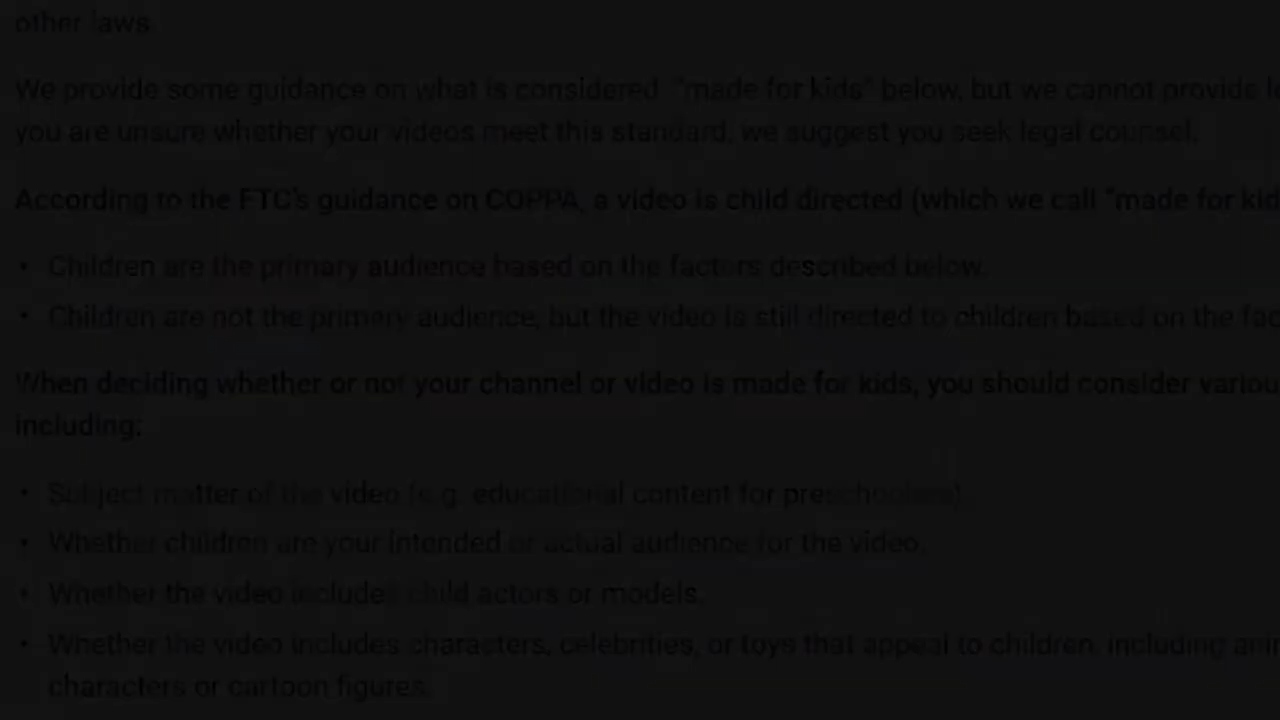 other laws.
We provide some guidance on what is considered "made for kids" below, but we cannot provide
you are unsure whether your videos meet this standard, we suggest you seek legal counsel.
According to the FTC's guidance on COPPA, a video is child directed (which we call "made for kid
• Children are the primary audience based on the factors described below.
• Children are not the primary audience, but the video is still directed to children based on the fac
When deciding whether or not your channel or video is made for kids, you should consider variou
including:
• Subject matter of the video (e.g. educational content for preschoolers).
• Whether children are your intended or actual audience for the video.
• Whether the video includes child actors or models.
• Whether the video includes characters, celebrities, or toys that appeal to children, including ani
characters or cartoon figures.